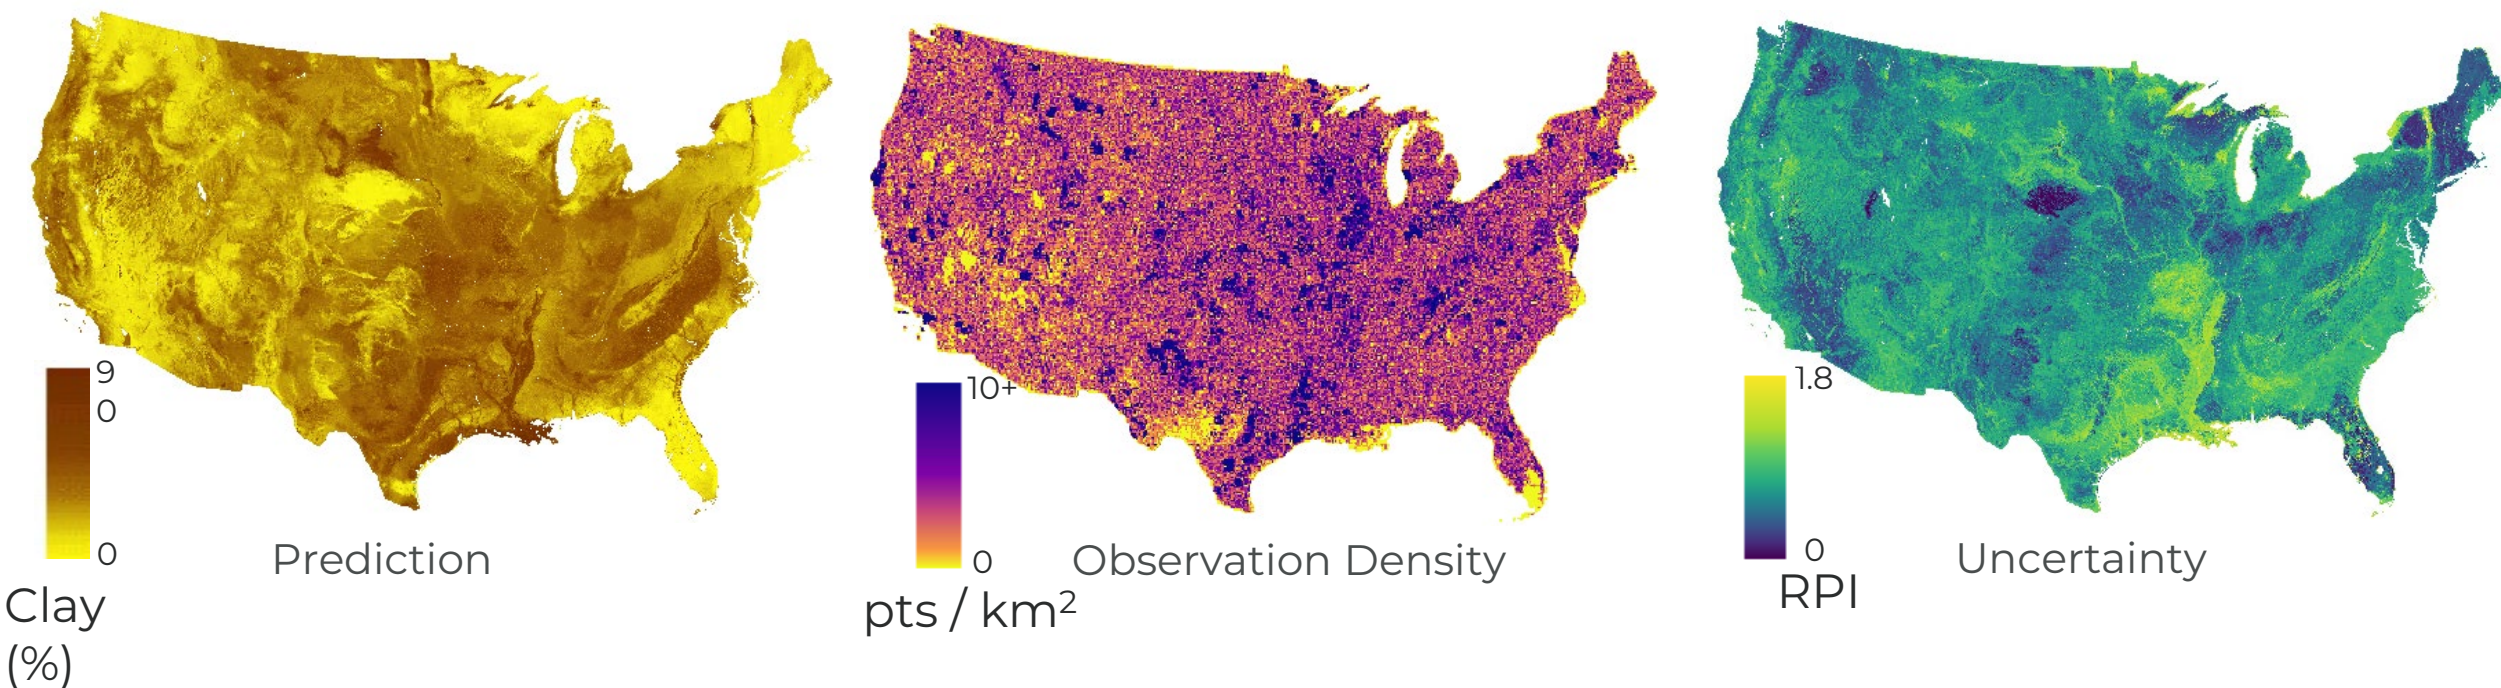 9
0
0
Prediction
Clay
(%)
10+
0
Observation Density
pts / km²
1.8
0
Uncertainty
RPI